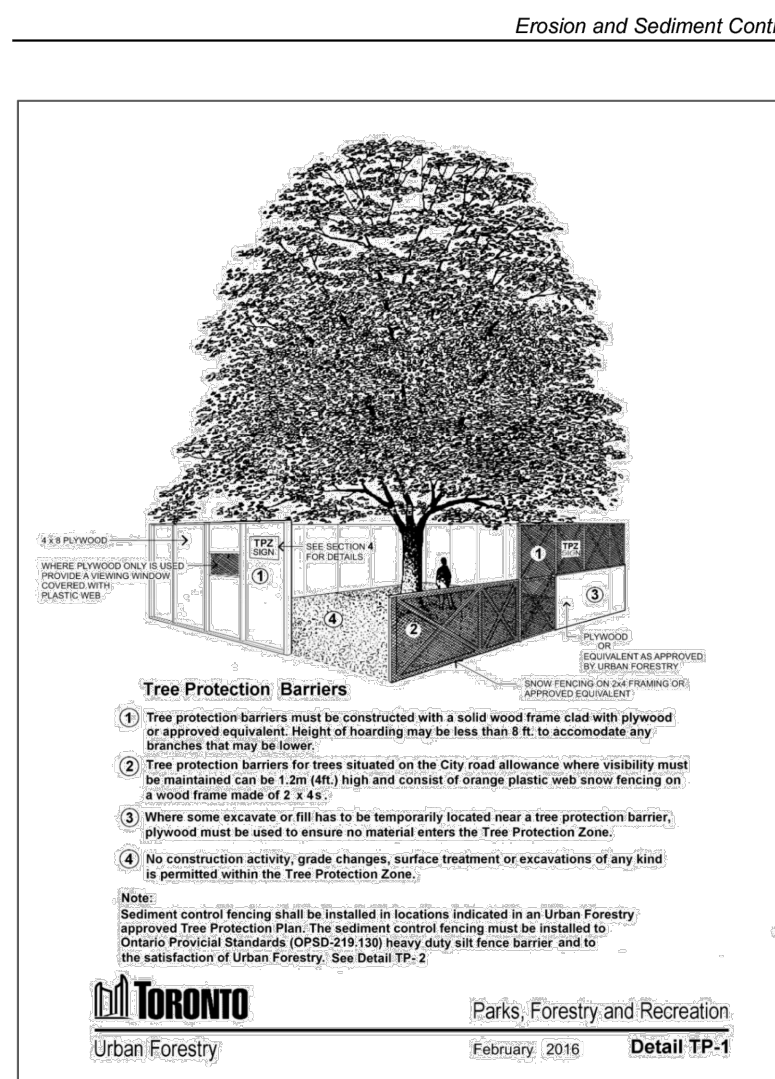 Erosion and Sediment Cont
4 x 8 PLYWOOD
WHERE PLYWOOD ONLY IS USED
PROVIDE A VIEWING WINDOW
COVERED WITH
PLASTIC WEB
TPZ
SIGN
SEE SECTION 4
FOR DETAILS
1
4
2
1
TPZ
SIGN
3
PLYWOOD
OR
EQUIVALENT AS APPROVED
BY URBAN FORESTRY
SNOW FENCING ON 2x4 FRAMING OR
APPROVED EQUIVALENT
Tree Protection Barriers
1 Tree protection barriers must be constructed with a solid wood frame clad with plywood
or approved equivalent. Height of hoarding may be less than 8 ft. to accomodate any
branches that may be lower.
2 Tree protection barriers for trees situated on the City road allowance where visibility must
be maintained can be 1.2m (4ft.) high and consist of orange plastic web snow fencing on
a wood frame made of 2 x 4s.
3 Where some excavate or fill has to be temporarily located near a tree protection barrier,
plywood must be used to ensure no material enters the Tree Protection Zone.
4 No construction activity, grade changes, surface treatment or excavations of any kind
is permitted within the Tree Protection Zone.
Note:
Sediment control fencing shall be installed in locations indicated in an Urban Forestry
approved Tree Protection Plan. The sediment control fencing must be installed to
Ontario Provicial Standards (OPSD-219.130) heavy duty silt fence barrier and to
the satisfaction of Urban Forestry. See Detail TP- 2
TORONTO
Parks, Forestry and Recreation
Urban Forestry
February 2016
Detail TP-1